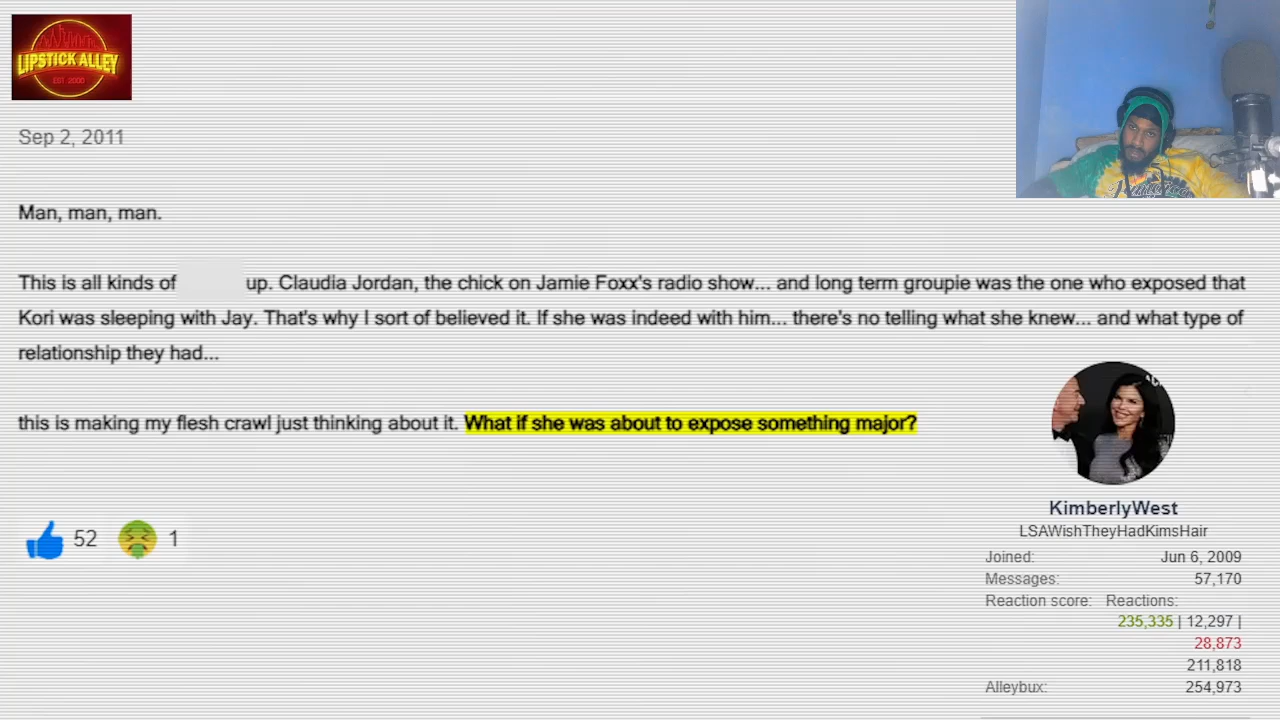 LIPSTICK ALLEY
EST 2000
Sep 2, 2011
Man, man, man.
This is all kinds of up. Claudia Jordan, the chick on Jamie Foxx's radio show... and long term groupie was the one who exposed that
Kori was sleeping with Jay. That's why I sort of believed it. If she was indeed with him... there's no telling what she knew... and what type of
relationship they had...
this is making my flesh crawl just thinking about it. What if she was about to expose something major?
52 1
KimberlyWest
LSAWishTheyHadKimsHair
Joined: Jun 6, 2009
Messages: 57,170
Reaction score: Reactions:
235,335 | 12,297 |
28,873
211,818
Alleybux: 254,973